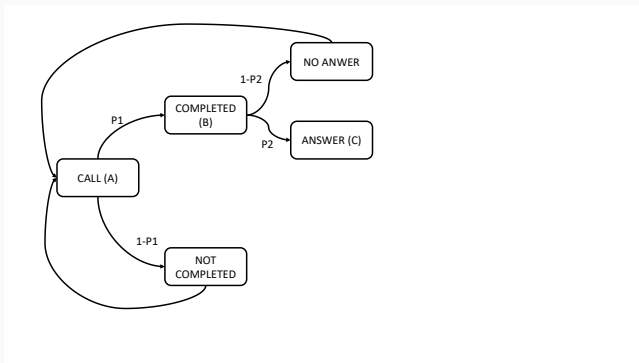 NO ANWER
1-P2
COMPLETED
(B)
P1
ANSWER (C)
P2
CALL (A)
1-P1
NOT
COMPLETED